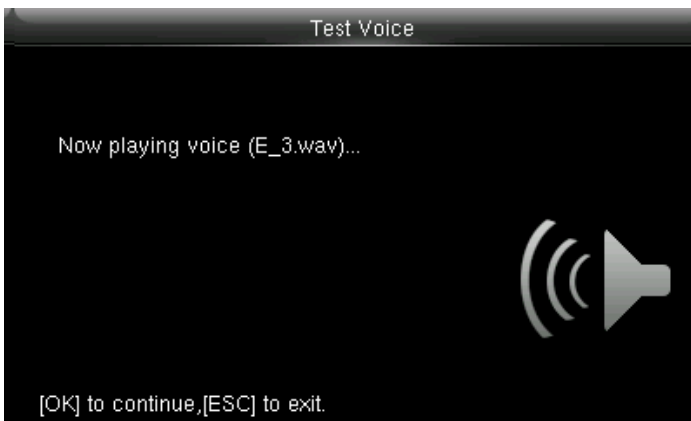 Test Voice
Now playing voice (E_3.wav)...
[OK] to continue,[ESC] to exit.